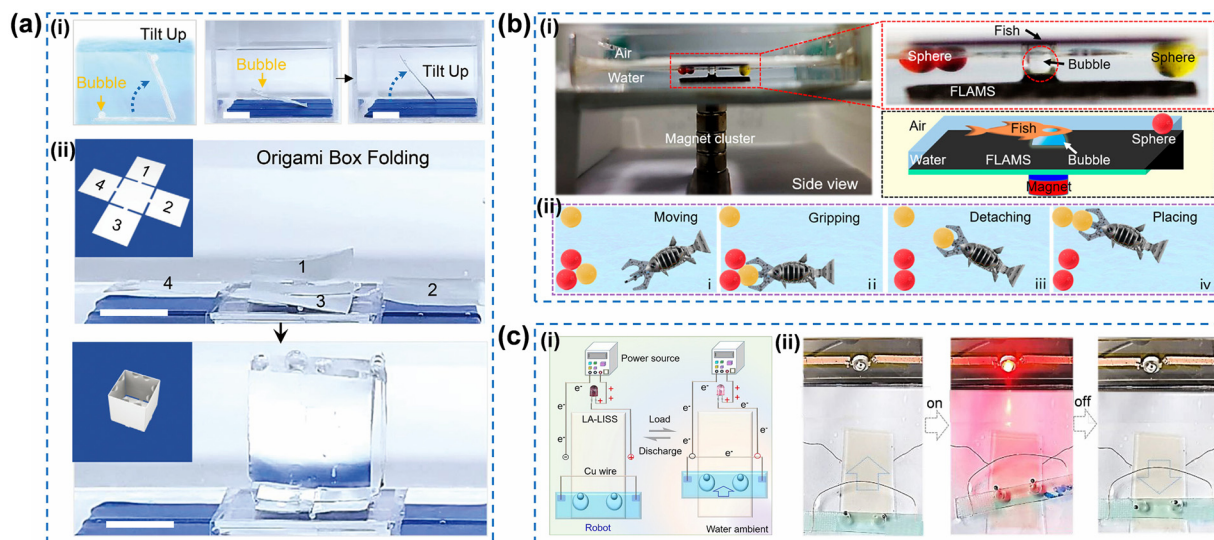 (a)
(i)
Tilt Up
Bubble
Bubble
Tilt Up
(ii)
Origami Box Folding
1
4
2
3
1
4
3
2
(b)
(i)
Air
Water
Magnet cluster
Side view
Fish
Sphere
Bubble
Sphere
FLAMS
Air
Fish
Sphere
Water
FLAMS
Bubble
Magnet
(ii)
Moving
i
Gripping
ii
Detaching
iii
Placing
iv
(c)
(i)
Power source
e-
+
+
+
e-
+
+
+
LA-LISS
Load
Discharge
e-
e-
e-
e-
e-
Cu wire
Robot
Water ambient
(ii)
on
off